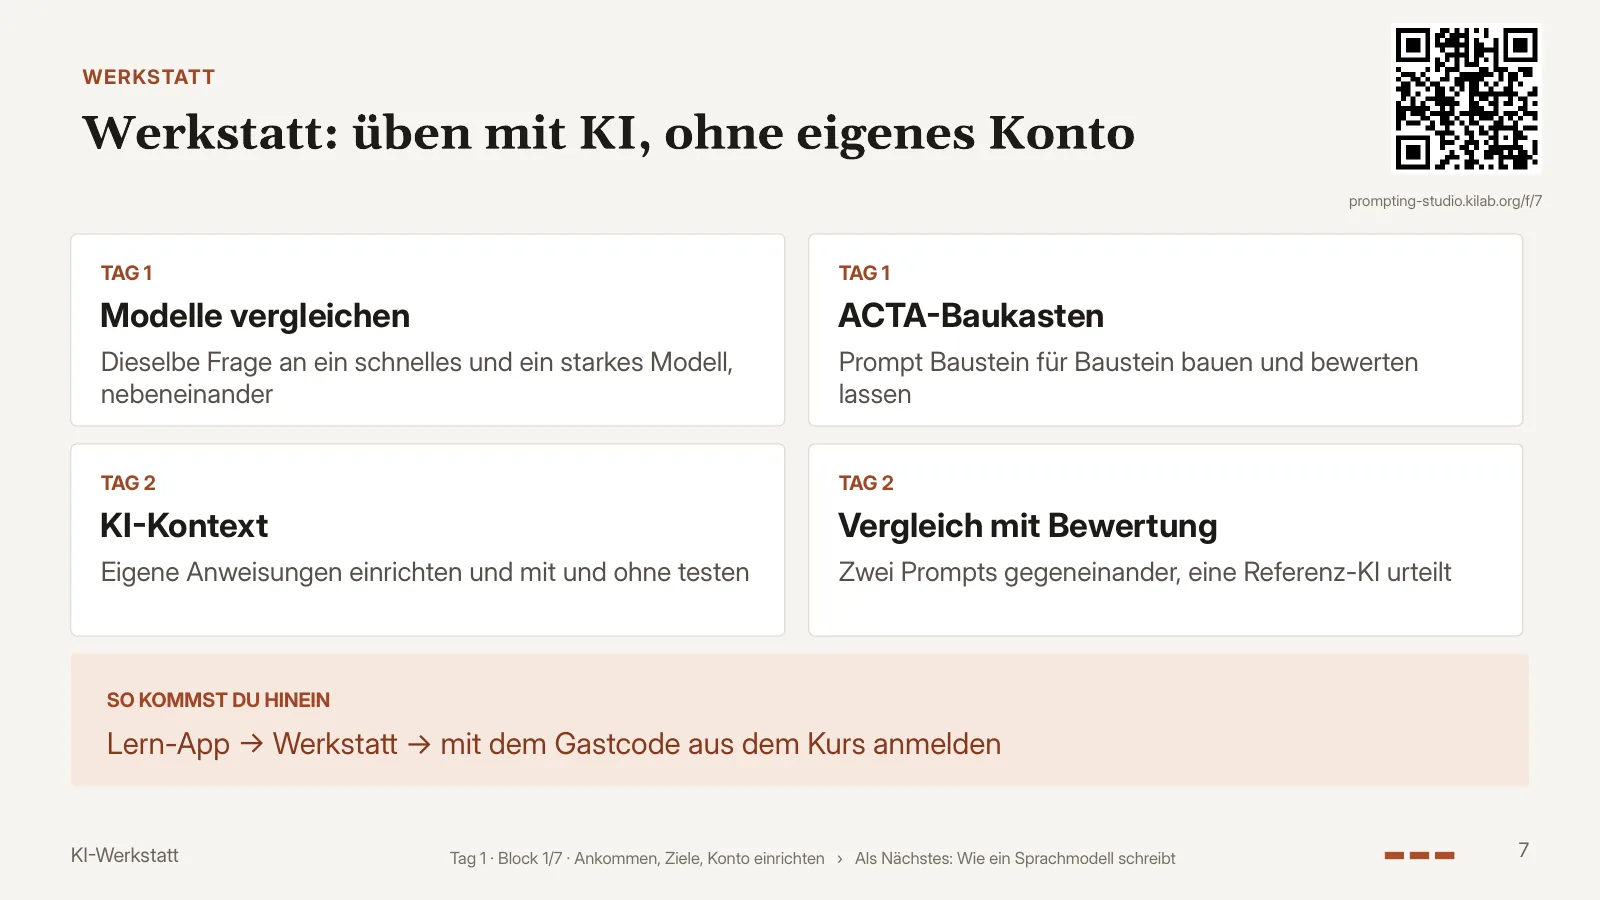 WERKSTATT
Werkstatt: üben mit KI, ohne eigenes Konto
prompting-studio.kilab.org/f/7
TAG 1
Modelle vergleichen
Dieselbe Frage an ein schnelles und ein starkes Modell,
nebeneinander
TAG 1
ACTA-Baukasten
Prompt Baustein für Baustein bauen und bewerten
lassen
TAG 2
KI-Kontext
Eigene Anweisungen einrichten und mit und ohne testen
TAG 2
Vergleich mit Bewertung
Zwei Prompts gegeneinander, eine Referenz-KI urteilt
SO KOMMST DU HINEIN
Lern-App → Werkstatt → mit dem Gastcode aus dem Kurs anmelden
KI-Werkstatt
Tag 1 · Block 1/7 · Ankommen, Ziele, Konto einrichten › Als Nächstes: Wie ein Sprachmodell schreibt
7